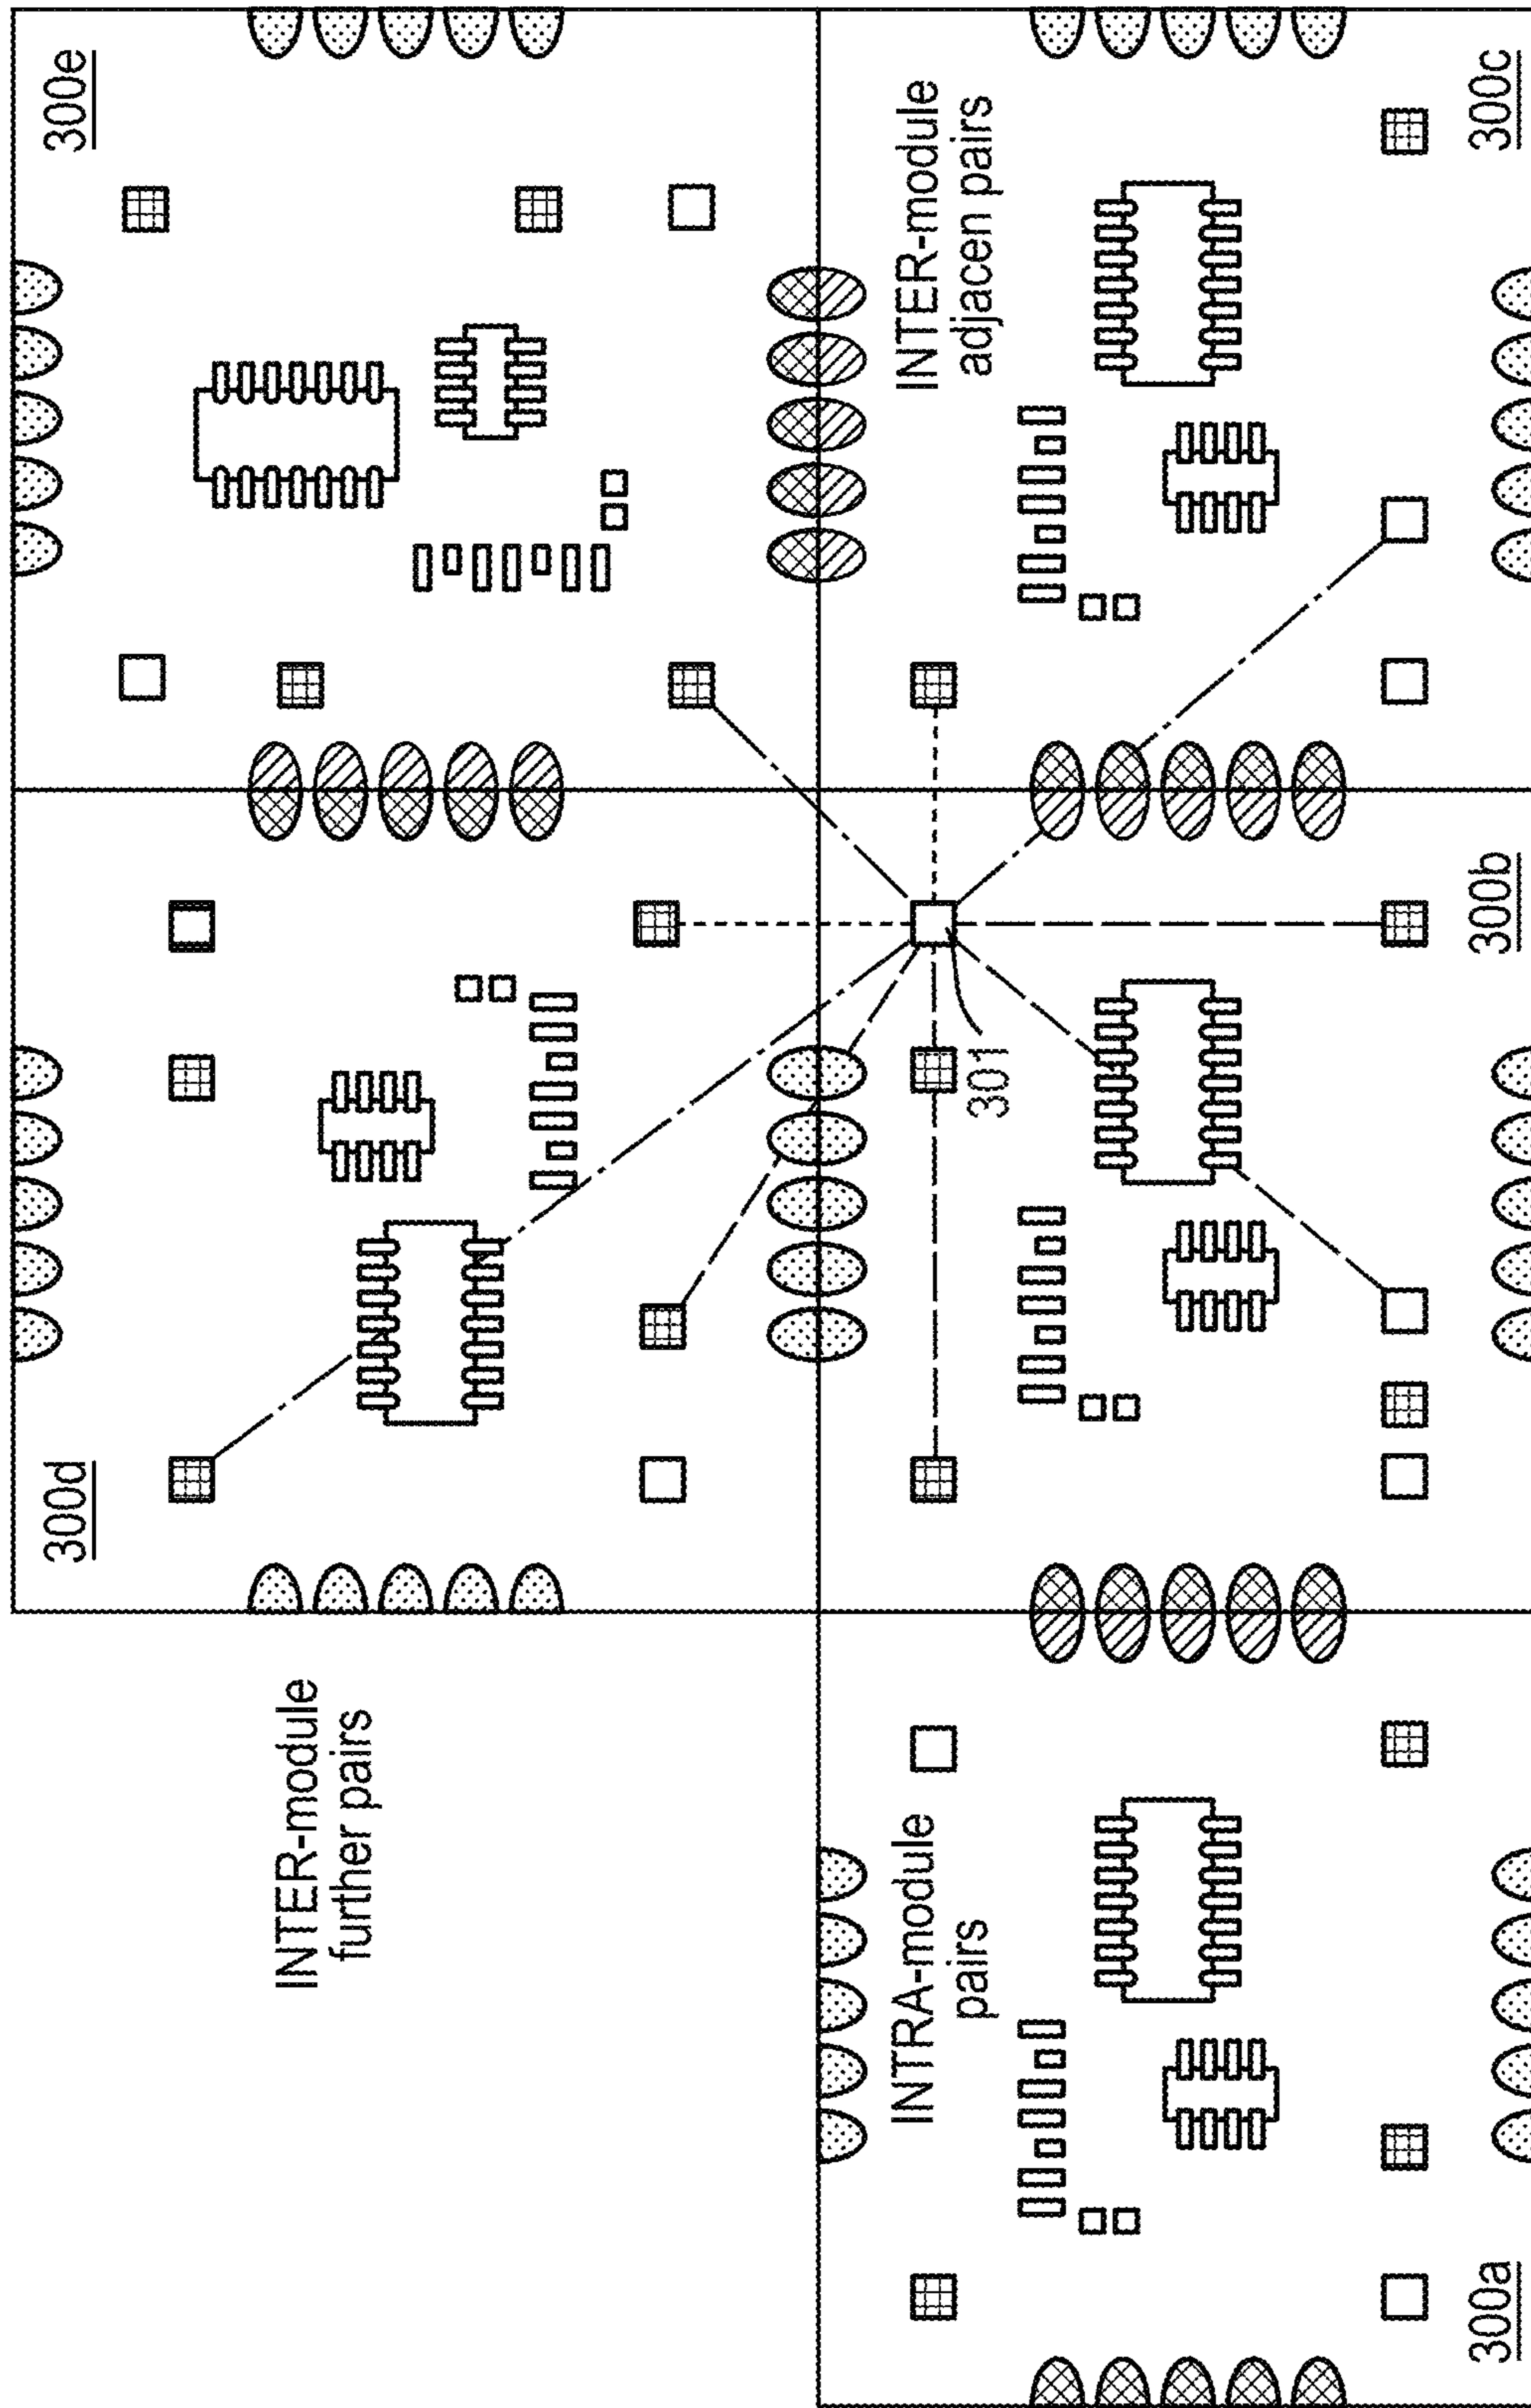 300d
300e
INTER-module
further pairs
INTRA-module
pairs
301
INTER-module
adjacen pairs
300a
300b
300c